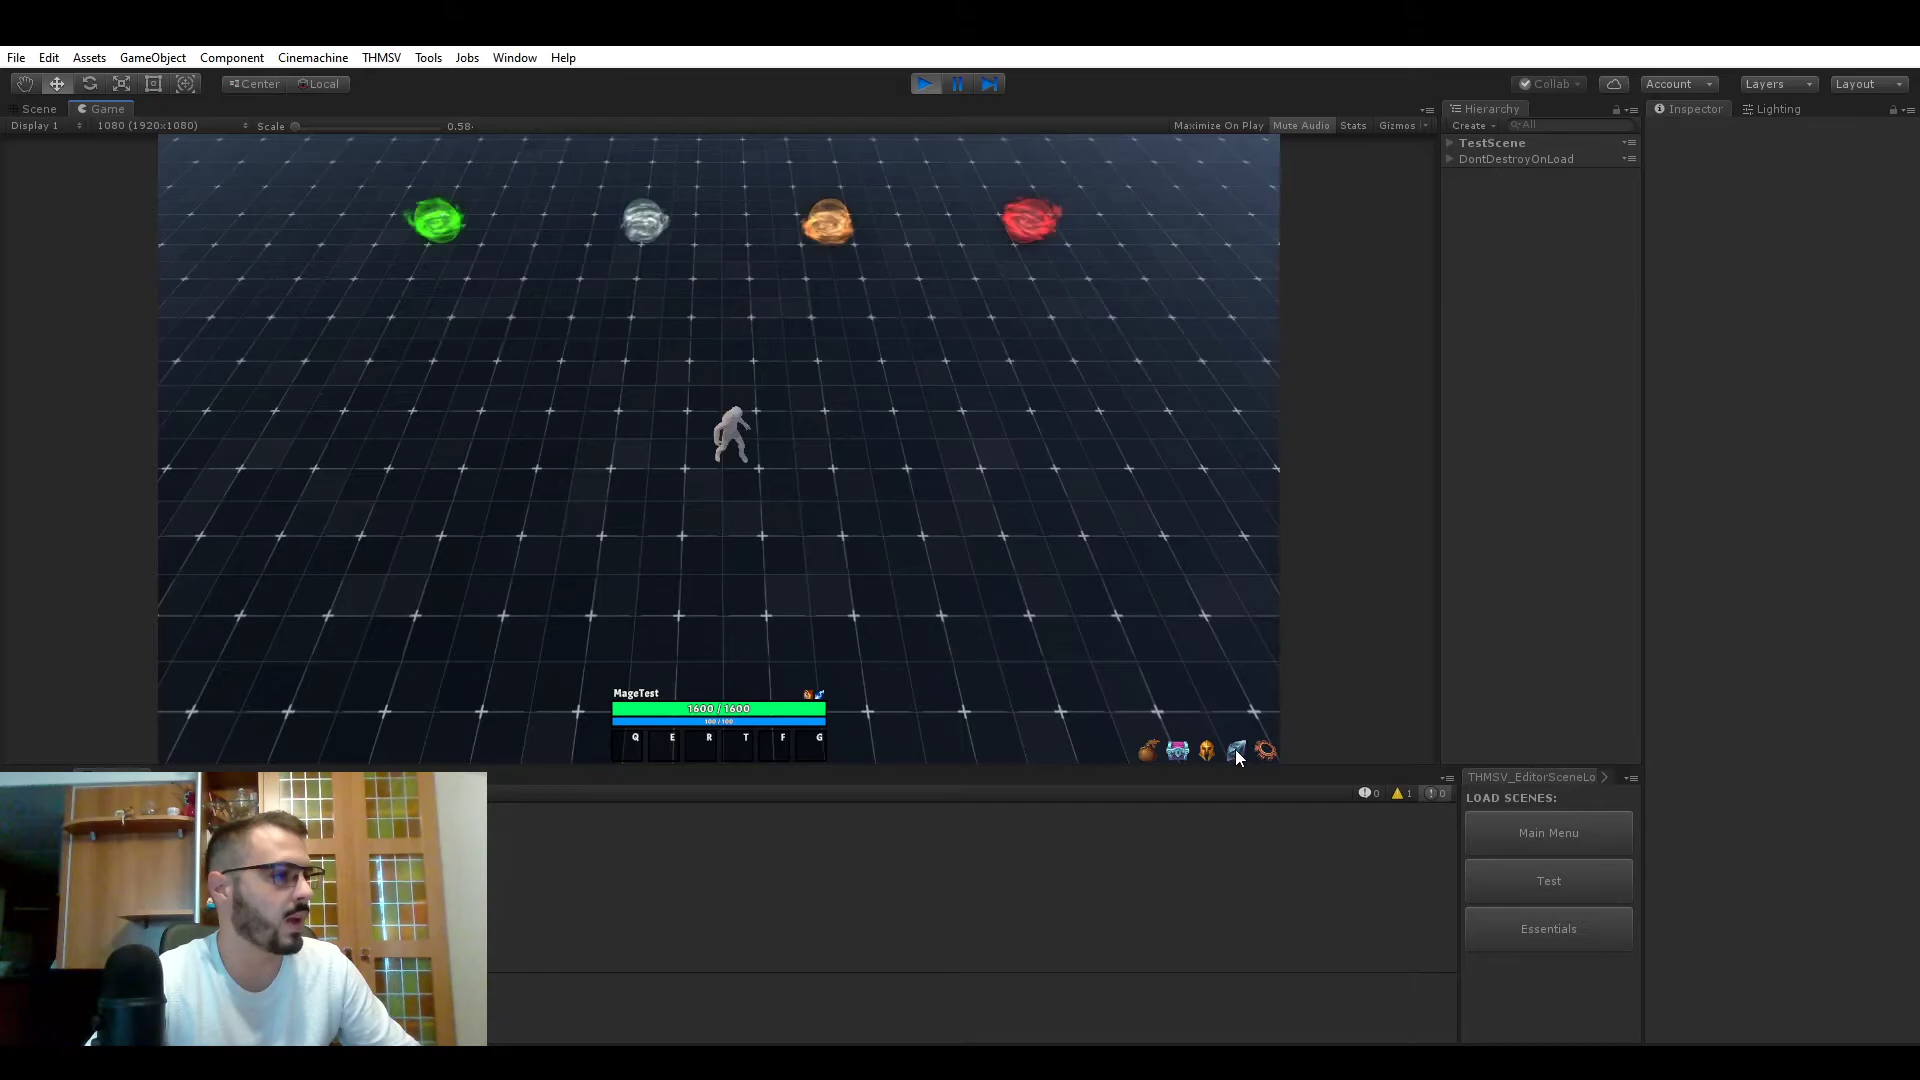 File Edit Assets GameObject Component Cinemachine THMSV Tools Jobs Window Help
Center Local Collab Account Layers Layout
Scene Game Hierarchy Inspector Lighting
Display 1 1080 (1920x1080) Scale 0.58 Maximize On Play Mute Audio Stats Gizmos Create All
TestScene
DontDestroyOnLoad
MageTest
1600 / 1600
100 / 100
Q E R T F G
THMSV_EditorSceneLo
0 1 0
LOAD SCENES:
Main Menu
Test
Essentials